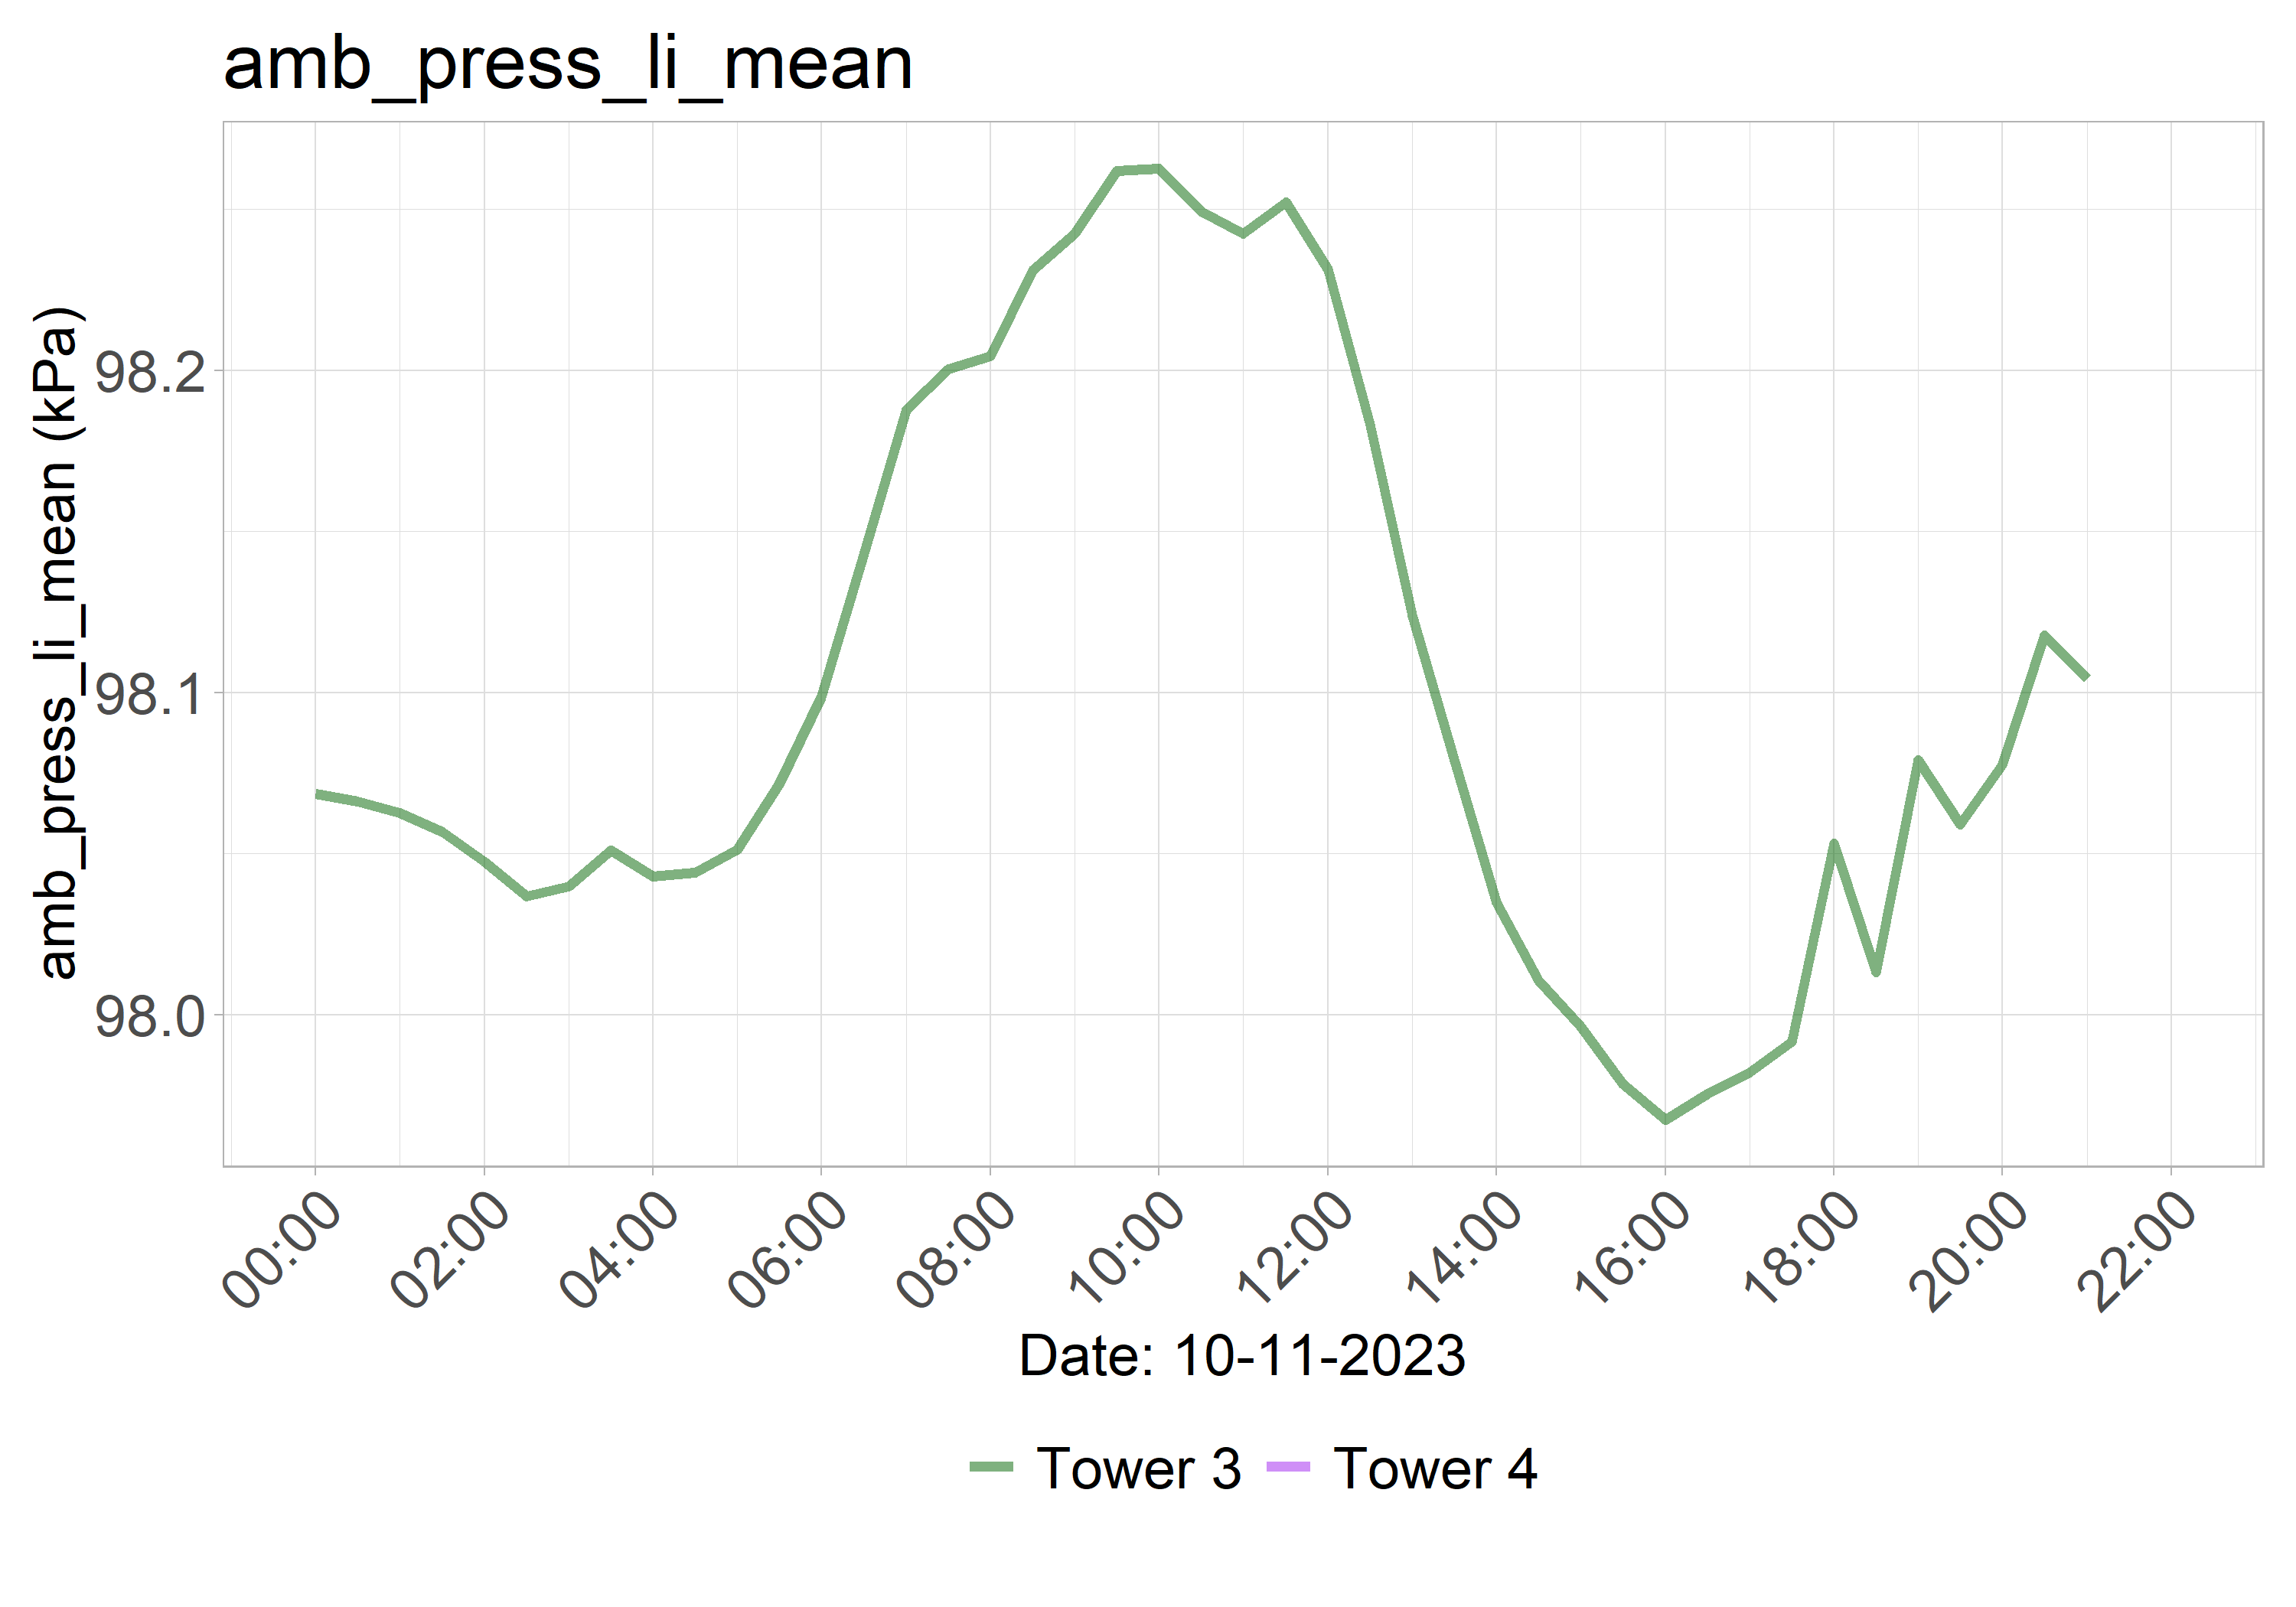 amb_press_li_mean
amb_press_li_mean (kPa)
98.2
98.1
98.0
00:00 02:00 04:00 06:00 08:00 10:00 12:00 14:00 16:00 18:00 20:00 22:00
Date: 10-11-2023
Tower 3 Tower 4